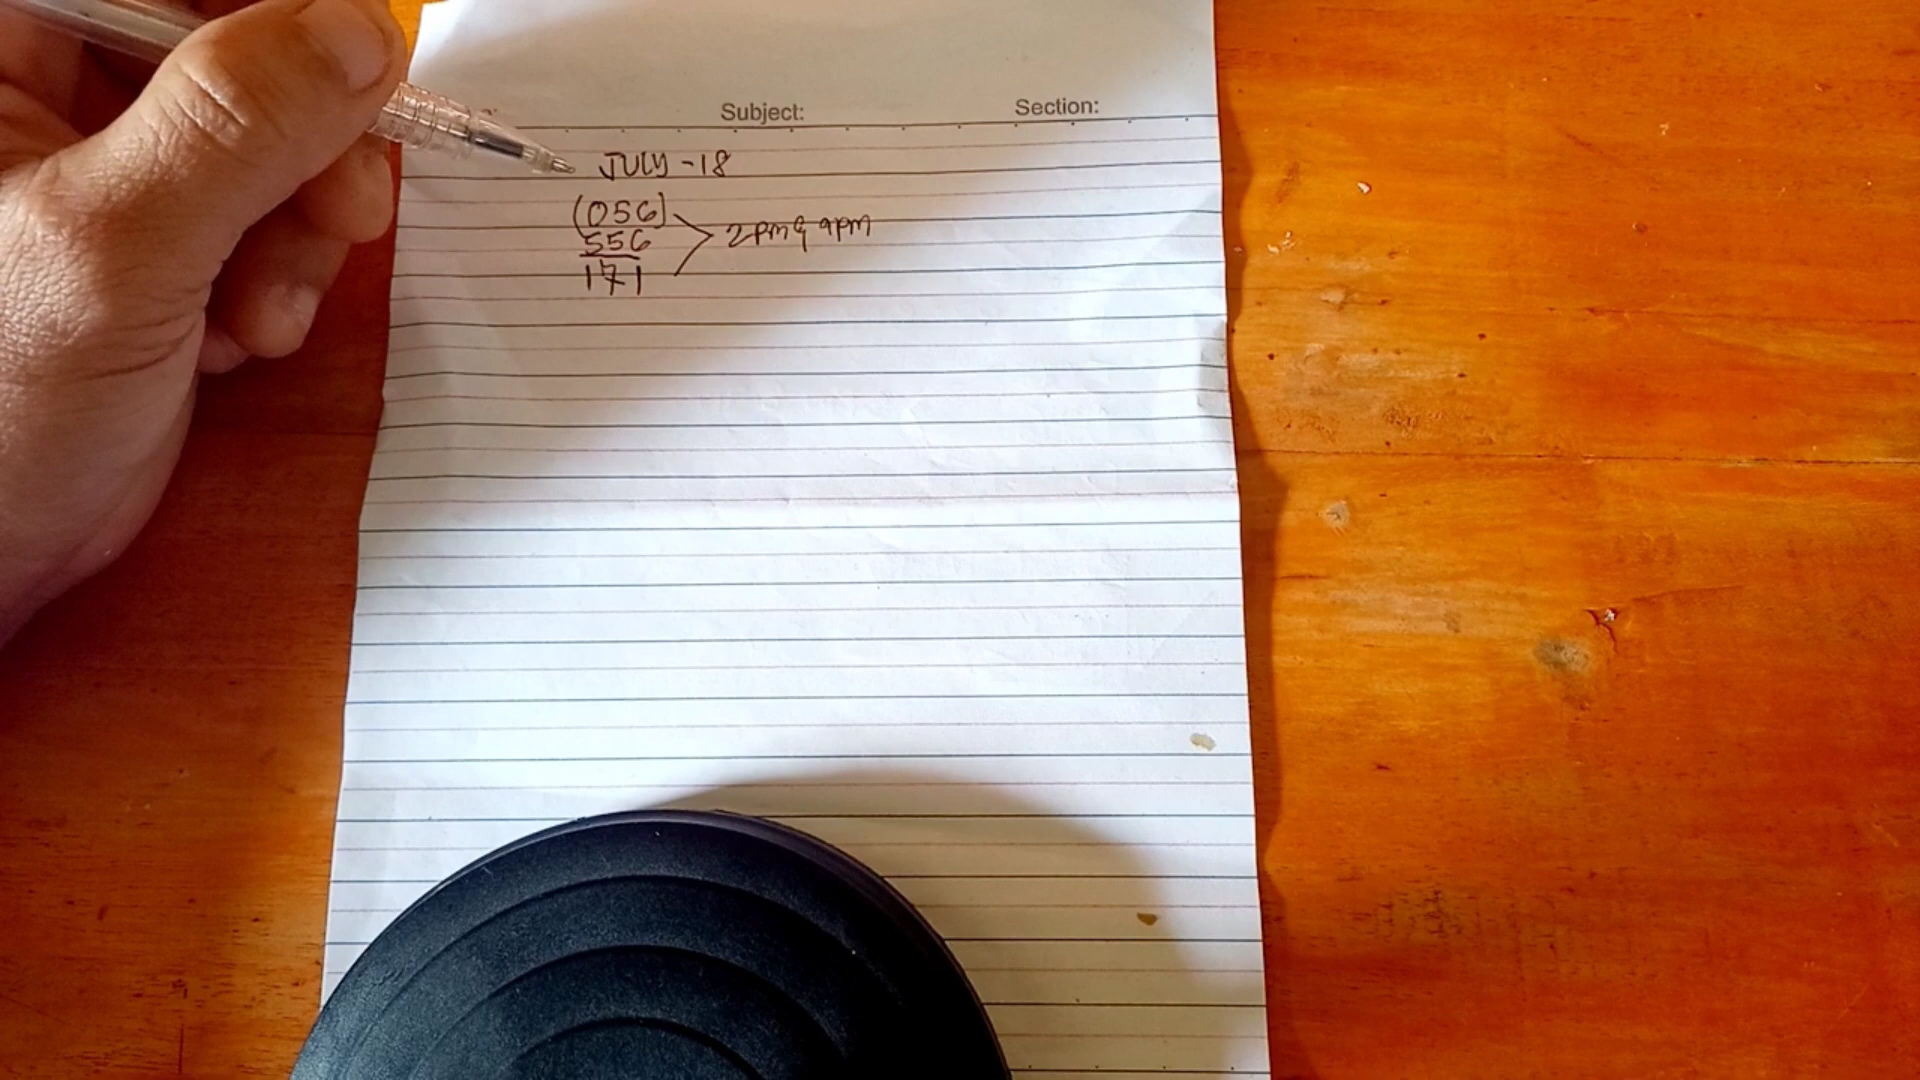 Subject: Section:
JULY - 18
(056)
556
171
2pm & 9pm